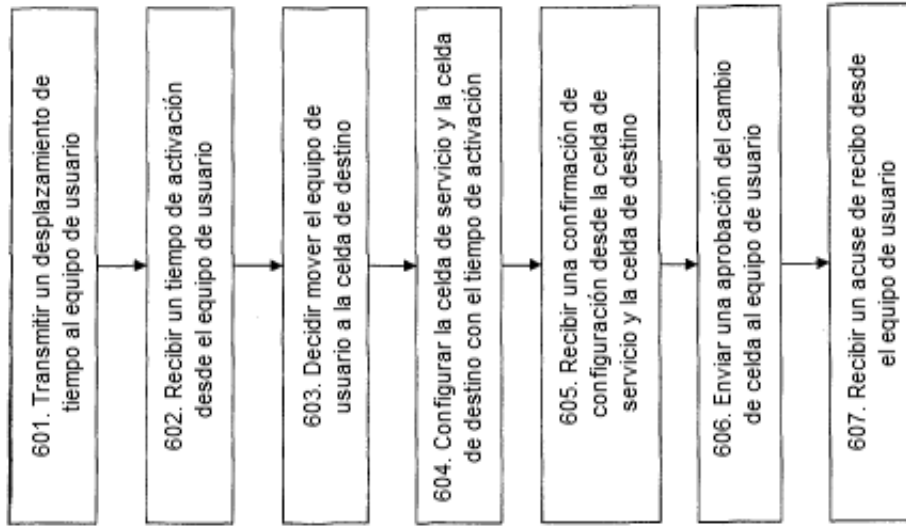 601. Transmitir un desplazamiento de
tiempo al equipo de usuario
602. Recibir un tiempo de activación
desde el equipo de usuario
603. Decidir mover el equipo de
usuario a la celda de destino
604. Configurar la celda de servicio y la celda
de destino con el tiempo de activación
605. Recibir una confirmación de
configuración desde la celda de
servicio y la celda de destino
606. Enviar una aprobación del cambio
de celda al equipo de usuario
607. Recibir un acuse de recibo desde
el equipo de usuario